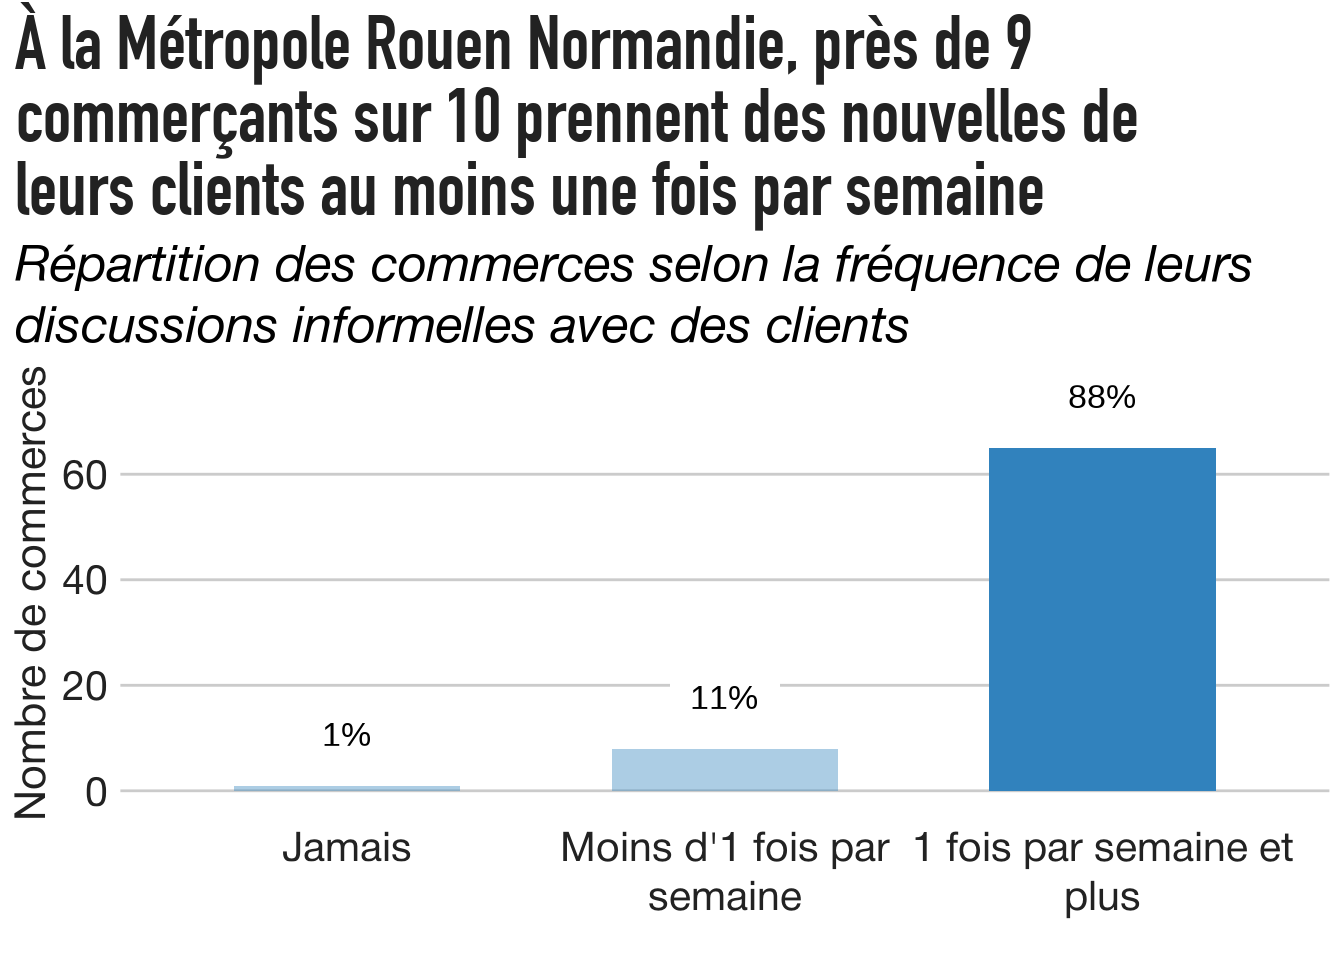 À la Métropole Rouen Normandie, près de 9
commerçants sur 10 prennent des nouvelles de
leurs clients au moins une fois par semaine
Répartition des commerces selon la fréquence de leurs
discussions informelles avec des clients
Nombre de commerces
60
40
20
0
1%
11%
88%
Jamais
Moins d'1 fois par
semaine
1 fois par semaine et
plus